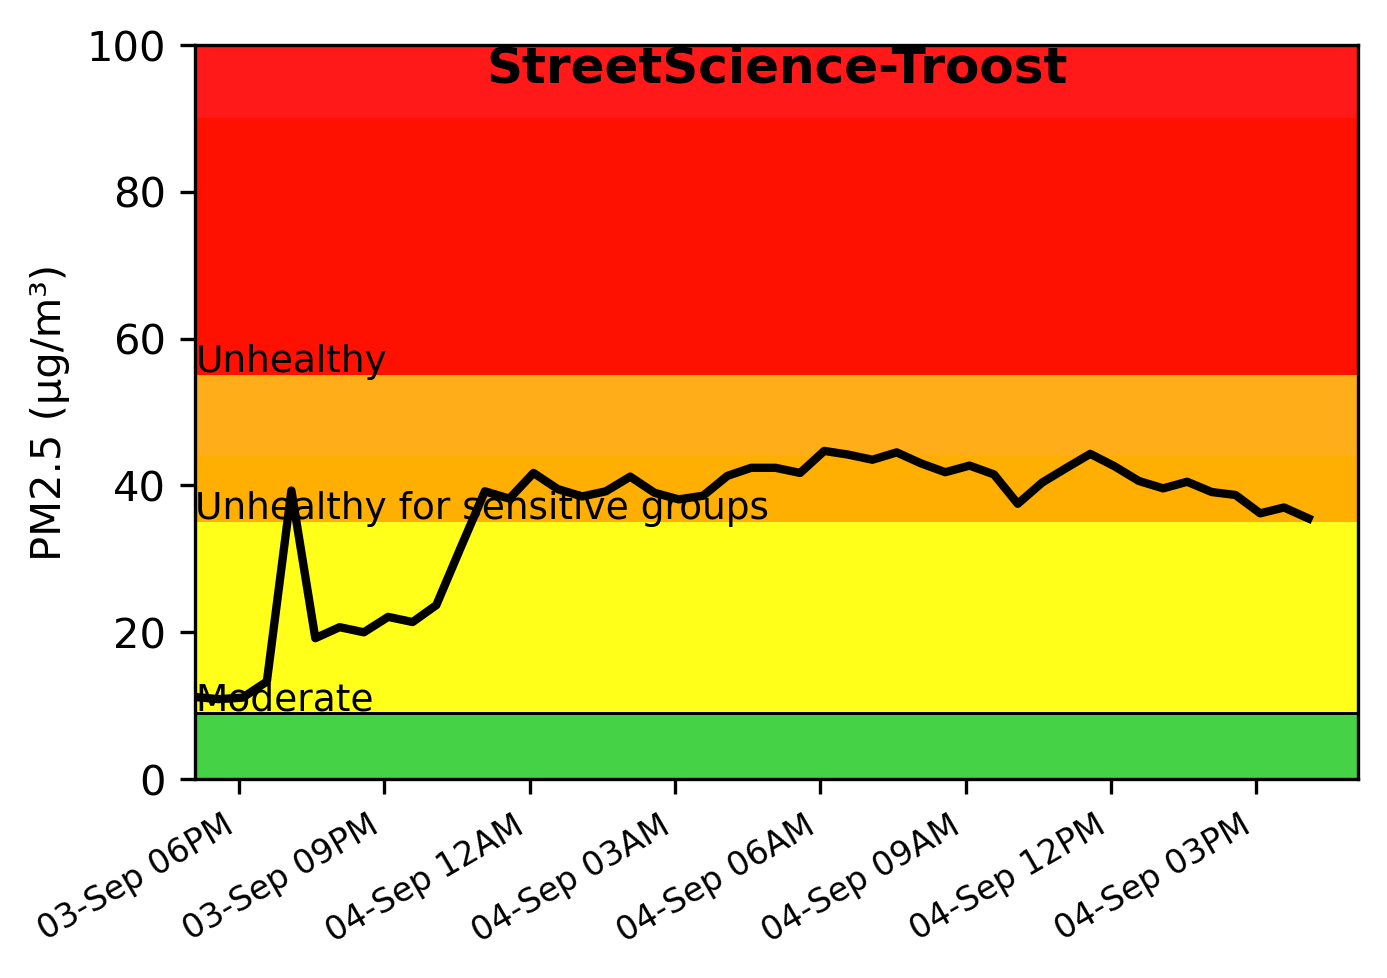 StreetScience-Troost
100
80
60
40
20
0
PM2.5 (µg/m³)
Unhealthy
Unhealthy for sensitive groups
Moderate
03-Sep 06PM
03-Sep 09PM
04-Sep 12AM
04-Sep 03AM
04-Sep 06AM
04-Sep 09AM
04-Sep 12PM
04-Sep 03PM